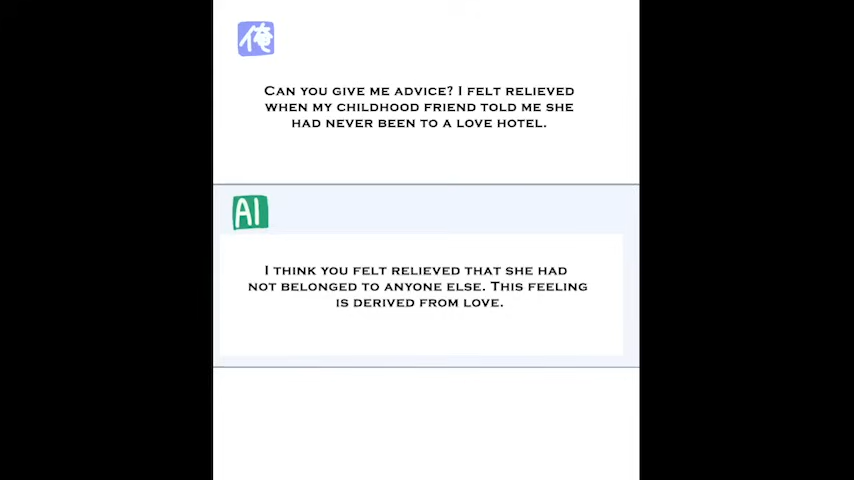 俺
CAN YOU GIVE ME ADVICE? I FELT RELIEVED
WHEN MY CHILDHOOD FRIEND TOLD ME SHE
HAD NEVER BEEN TO A LOVE HOTEL.
AI
I THINK YOU FELT RELIEVED THAT SHE HAD
NOT BELONGED TO ANYONE ELSE. THIS FEELING
IS DERIVED FROM LOVE.